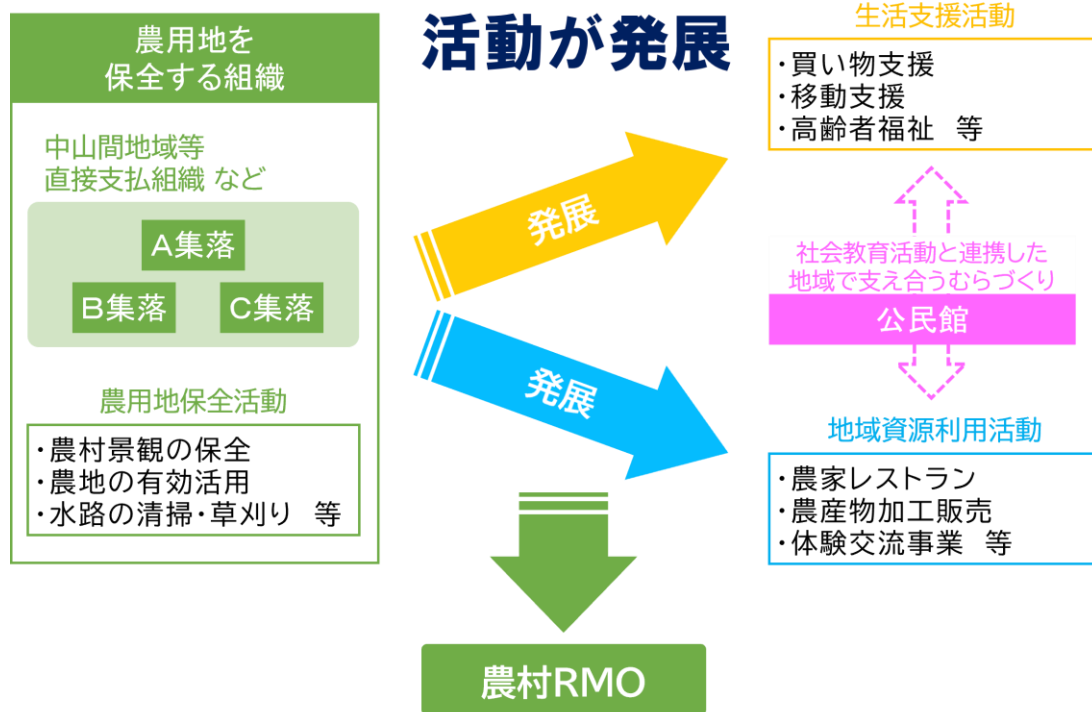 農用地を
保全する組織
中山間地域等
直接支払組織 など
A集落
B集落
C集落
農用地保全活動
・農村景観の保全
・農地の有効活用
・水路の清掃・草刈り 等
活動が発展
発展
発展
農村RMO
生活支援活動
・買い物支援
・移動支援
・高齢者福祉 等
社会教育活動と連携した
地域で支え合うむらづくり
公民館
地域資源利用活動
・農家レストラン
・農産物加工販売
・体験交流事業 等